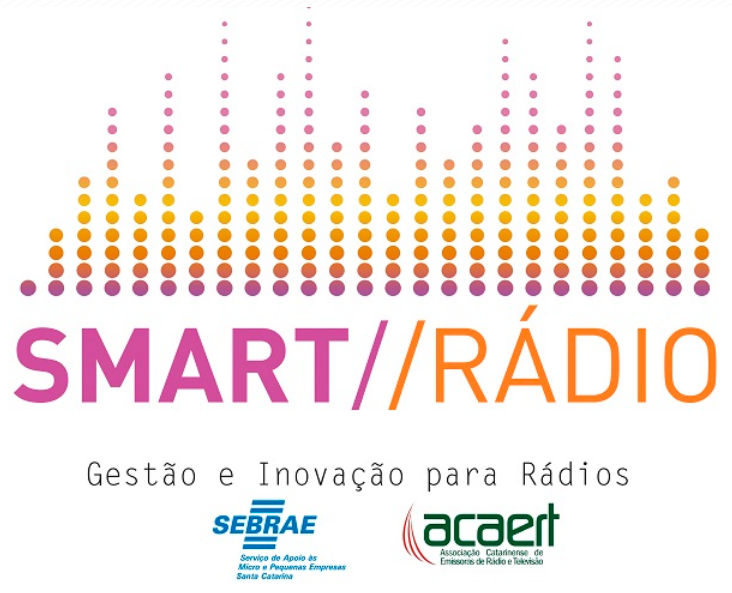 SMART//RÁDIO
Gestão e Inovação para Rádios
SEBRAE
Serviço de Apoio às
Micro e Pequenas Empresas
Santa Catarina
acaert
Associação Catarinense de
Emissoras de Rádio e Televisão